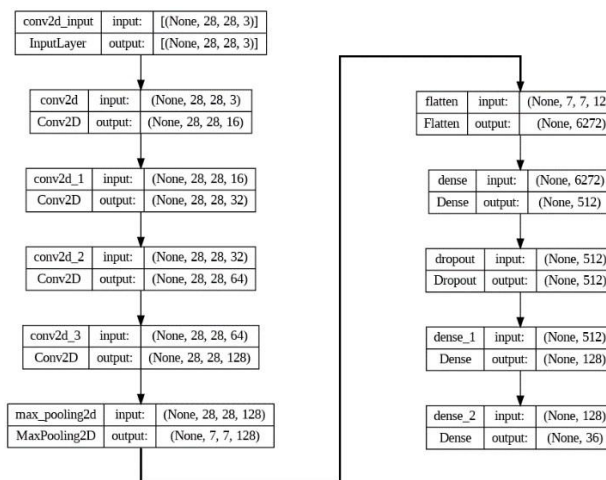 conv2d_input input: [(None, 28, 28, 3)]
InputLayer output: [(None, 28, 28, 3)]
conv2d input: (None, 28, 28, 3)
Conv2D output: (None, 28, 28, 16)
conv2d_1 input: (None, 28, 28, 16)
Conv2D output: (None, 28, 28, 32)
conv2d_2 input: (None, 28, 28, 32)
Conv2D output: (None, 28, 28, 64)
conv2d_3 input: (None, 28, 28, 64)
Conv2D output: (None, 28, 28, 128)
max_pooling2d input: (None, 28, 28, 128)
MaxPooling2D output: (None, 7, 7, 128)
flatten input: (None, 7, 7, 12
Flatten output: (None, 6272)
dense input: (None, 6272)
Dense output: (None, 512)
dropout input: (None, 512)
Dropout output: (None, 512)
dense_1 input: (None, 512)
Dense output: (None, 128)
dense_2 input: (None, 128)
Dense output: (None, 36)